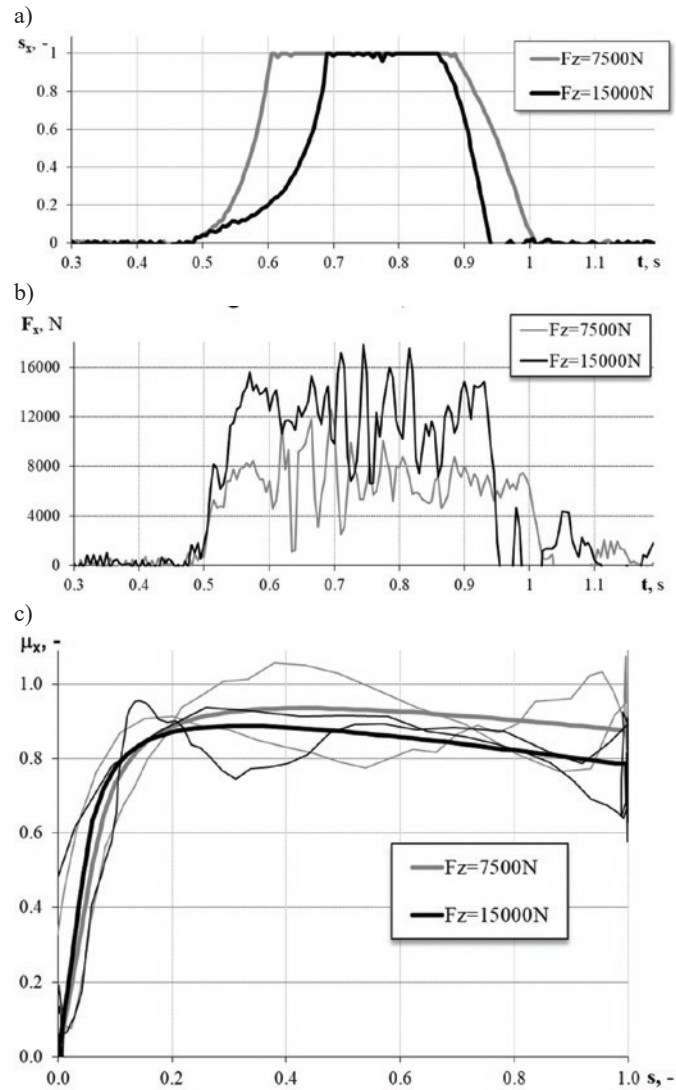 a)
sₓ, -
1
0.8
0.6
0.4
0.2
0
0.3 0.4 0.5 0.6 0.7 0.8 0.9 1 1.1
t, s
Fz=7500N
Fz=15000N
b)
Fₓ, N
16000
12000
8000
4000
0
0.3 0.4 0.5 0.6 0.7 0.8 0.9 1 1.1
t, s
Fz=7500N
Fz=15000N
c)
μₓ, -
1.0
0.8
0.6
0.4
0.2
0.0
0.0 0.2 0.4 0.6 0.8 1.0 s, -
Fz=7500N
Fz=15000N